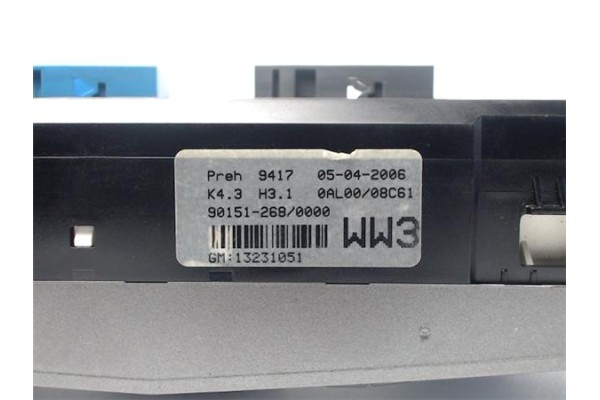 Preh 9417 05-04-2006
K4.3 H3.1 0AL00/08C61
90151-268/0000
WW3
GM:13231051